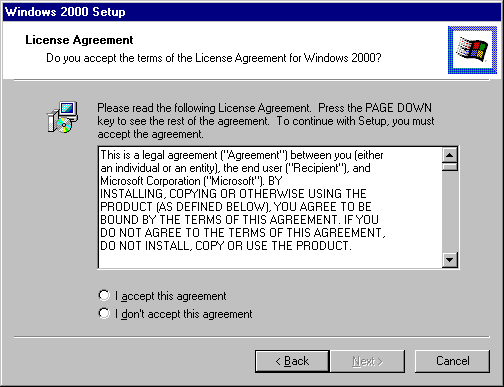 Windows 2000 Setup
License Agreement
Do you accept the terms of the License Agreement for Windows 2000?
Please read the following License Agreement. Press the PAGE DOWN
key to see the rest of the agreement. To continue with Setup, you must
accept the agreement.
This is a legal agreement ("Agreement") between you (either
an individual or an entity), the end user ("Recipient"), and
Microsoft Corporation ("Microsoft"). BY
INSTALLING, COPYING OR OTHERWISE USING THE
PRODUCT (AS DEFINED BELOW), YOU AGREE TO BE
BOUND BY THE TERMS OF THIS AGREEMENT. IF YOU
DO NOT AGREE TO THE TERMS OF THIS AGREEMENT,
DO NOT INSTALL, COPY OR USE THE PRODUCT.
I accept this agreement
I don't accept this agreement
< Back Next > Cancel